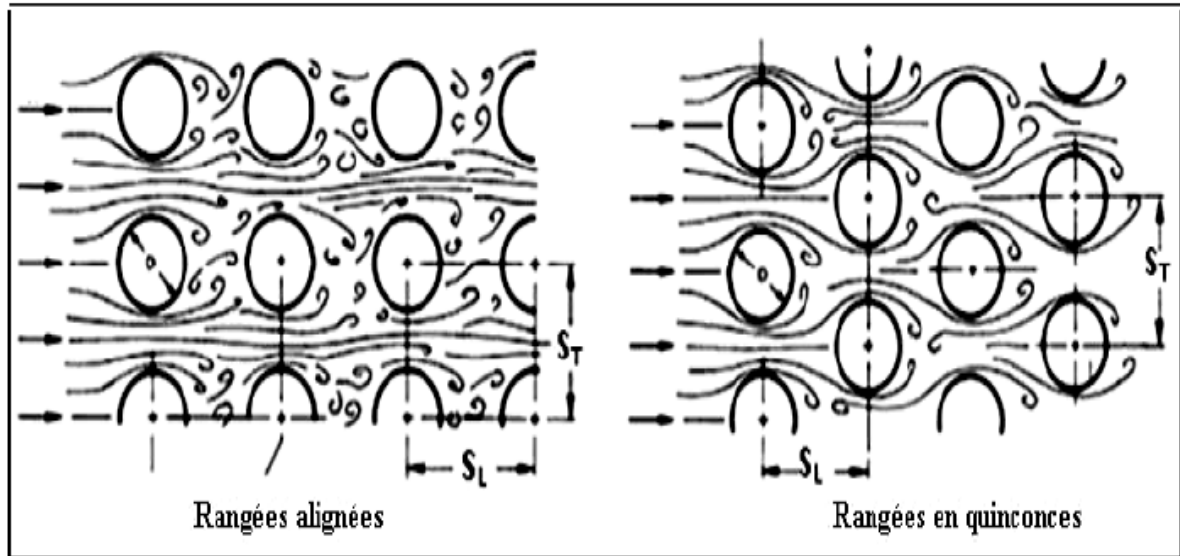 D
S_T
S_L
Rangées alignées
D
S_T
S_L
Rangées en quinconces